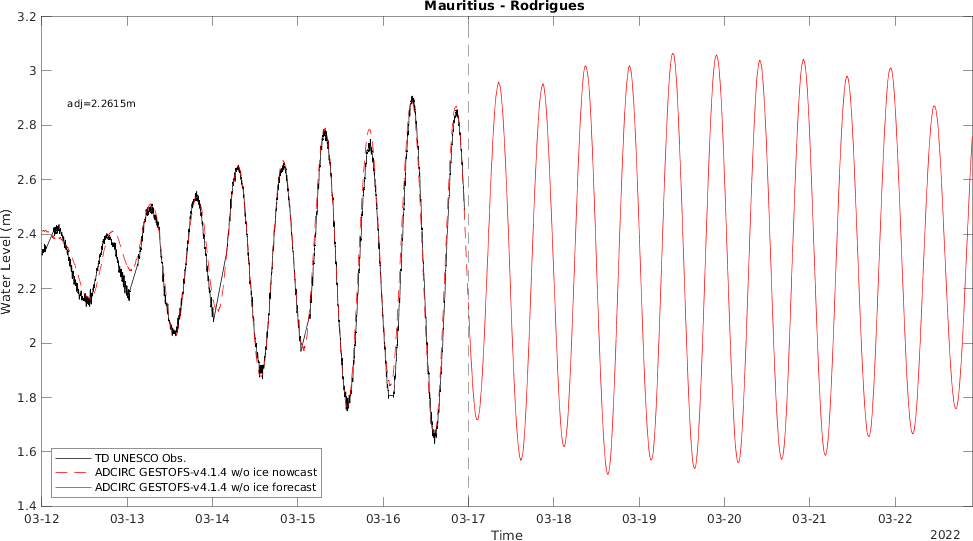 Mauritius - Rodrigues
3.2
3
2.8
2.6
2.4
2.2
2
1.8
1.6
1.4
Water Level (m)
adj=2.2615m
TD UNESCO Obs.
ADCIRC GESTOFS-v4.1.4 w/o ice nowcast
ADCIRC GESTOFS-v4.1.4 w/o ice forecast
03-12 03-13 03-14 03-15 03-16 03-17 03-18 03-19 03-20 03-21 03-22
Time
2022